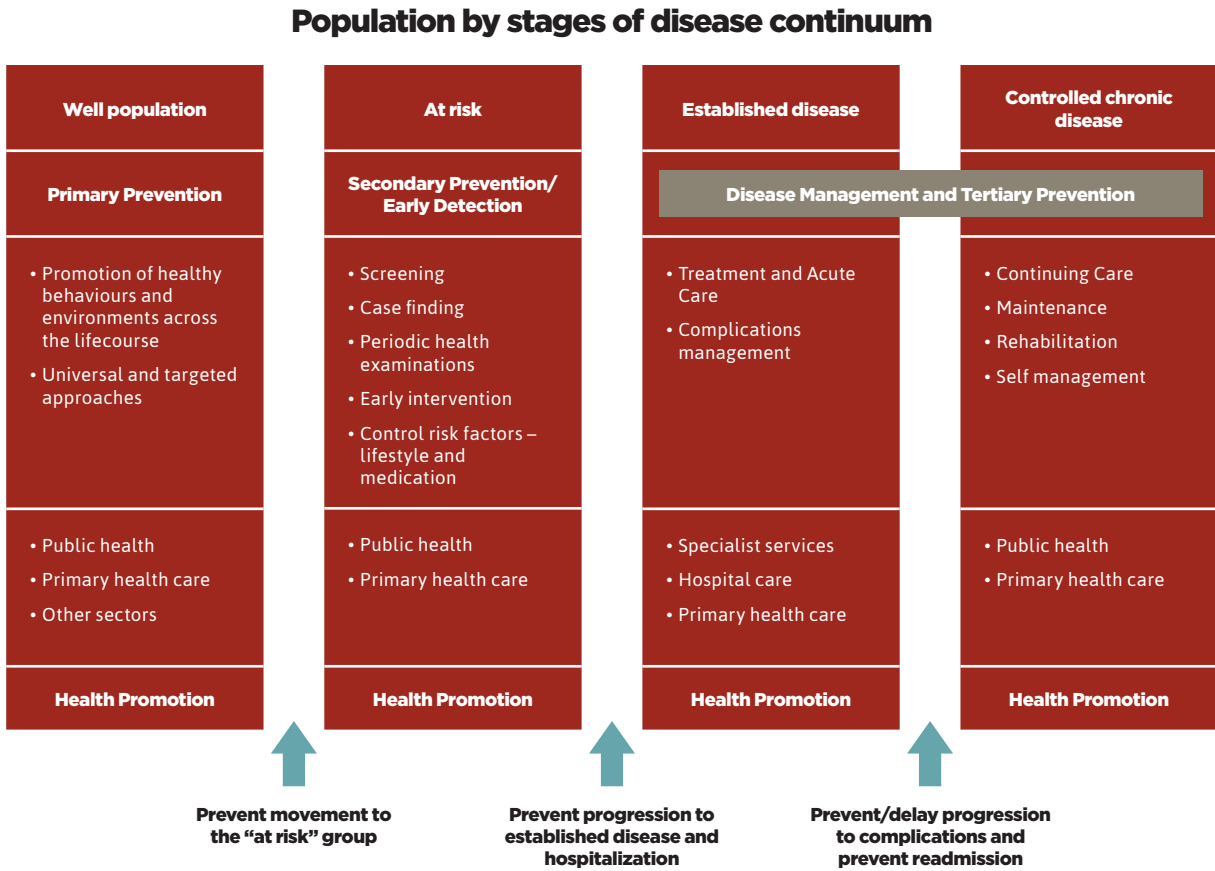 Population by stages of disease continuum
Well population
Primary Prevention
• Promotion of healthy
behaviours and
environments across
the lifecourse
• Universal and targeted
approaches
• Public health
• Primary health care
• Other sectors
Health Promotion
At risk
Secondary Prevention/
Early Detection
• Screening
• Case finding
• Periodic health
examinations
• Early intervention
• Control risk factors –
lifestyle and
medication
• Public health
• Primary health care
Health Promotion
Established disease
Disease Management and Tertiary Prevention
• Treatment and Acute
Care
• Complications
management
• Specialist services
• Hospital care
• Primary health care
Health Promotion
Controlled chronic
disease
• Continuing Care
• Maintenance
• Rehabilitation
• Self management
• Public health
• Primary health care
Health Promotion
Prevent movement to
the “at risk” group
Prevent progression to
established disease and
hospitalization
Prevent/delay progression
to complications and
prevent readmission